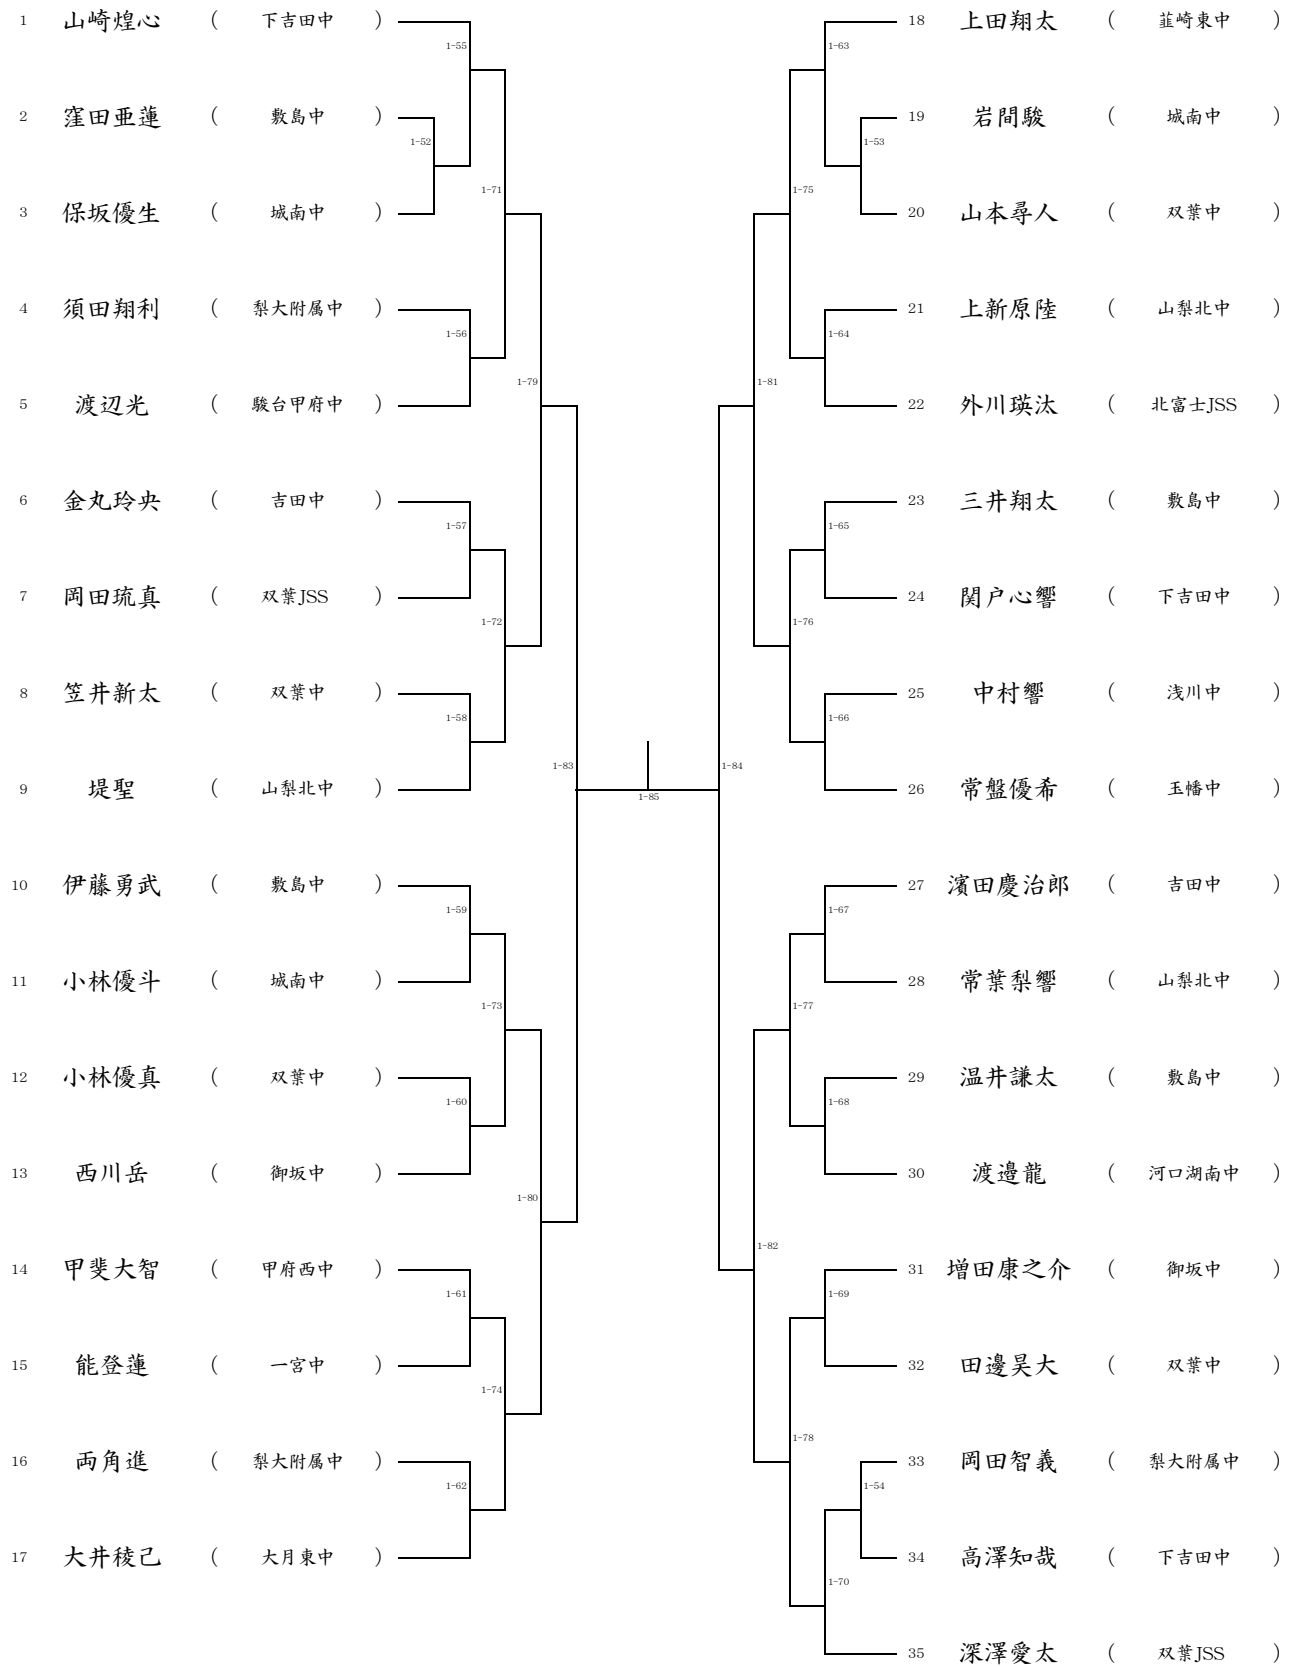 1 山崎煌心 ( 下吉田中 )
1-55
2 窪田亜蓮 ( 敷島中 )
1-52
3 保坂優生 ( 城南中 )
1-71
4 須田翔利 ( 梨大附属中 )
1-56
5 渡辺光 ( 駿台甲府中 )
1-79
6 金丸玲央 ( 吉田中 )
1-57
7 岡田琉真 ( 双葉JSS )
1-72
8 笠井新太 ( 双葉中 )
1-58
9 堤聖 ( 山梨北中 )
1-83
10 伊藤勇武 ( 敷島中 )
1-59
11 小林優斗 ( 城南中 )
1-73
12 小林優真 ( 双葉中 )
1-60
13 西川岳 ( 御坂中 )
1-80
14 甲斐大智 ( 甲府西中 )
1-61
15 能登蓮 ( 一宮中 )
1-74
16 両角進 ( 梨大附属中 )
1-62
17 大井稜己 ( 大月東中 )
1-85
18 上田翔太 ( 韮崎東中 )
1-63
19 岩間駿 ( 城南中 )
1-53
20 山本尋人 ( 双葉中 )
1-75
21 上新原陸 ( 山梨北中 )
1-64
22 外川瑛汰 ( 北富士JSS )
1-81
23 三井翔太 ( 敷島中 )
1-65
24 関戸心響 ( 下吉田中 )
1-76
25 中村響 ( 浅川中 )
1-66
26 常盤優希 ( 玉幡中 )
1-84
27 濱田慶治郎 ( 吉田中 )
1-67
28 常葉梨響 ( 山梨北中 )
1-77
29 温井謙太 ( 敷島中 )
1-68
30 渡邉龍 ( 河口湖南中 )
1-82
31 増田康之介 ( 御坂中 )
1-69
32 田邊昊大 ( 双葉中 )
1-78
33 岡田智義 ( 梨大附属中 )
1-54
34 高澤知哉 ( 下吉田中 )
1-70
35 深澤愛太 ( 双葉JSS )